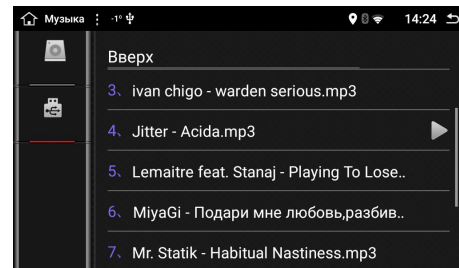 Музыка -1° 14:24
Вверх
3、 ivan chigo - warden serious.mp3
4、 Jitter - Acida.mp3
5、 Lemaitre feat. Stanaj - Playing To Lose..
6、 MiyaGi - Подари мне любовь,разбив..
7、 Mr. Statik - Habitual Nastiness.mp3